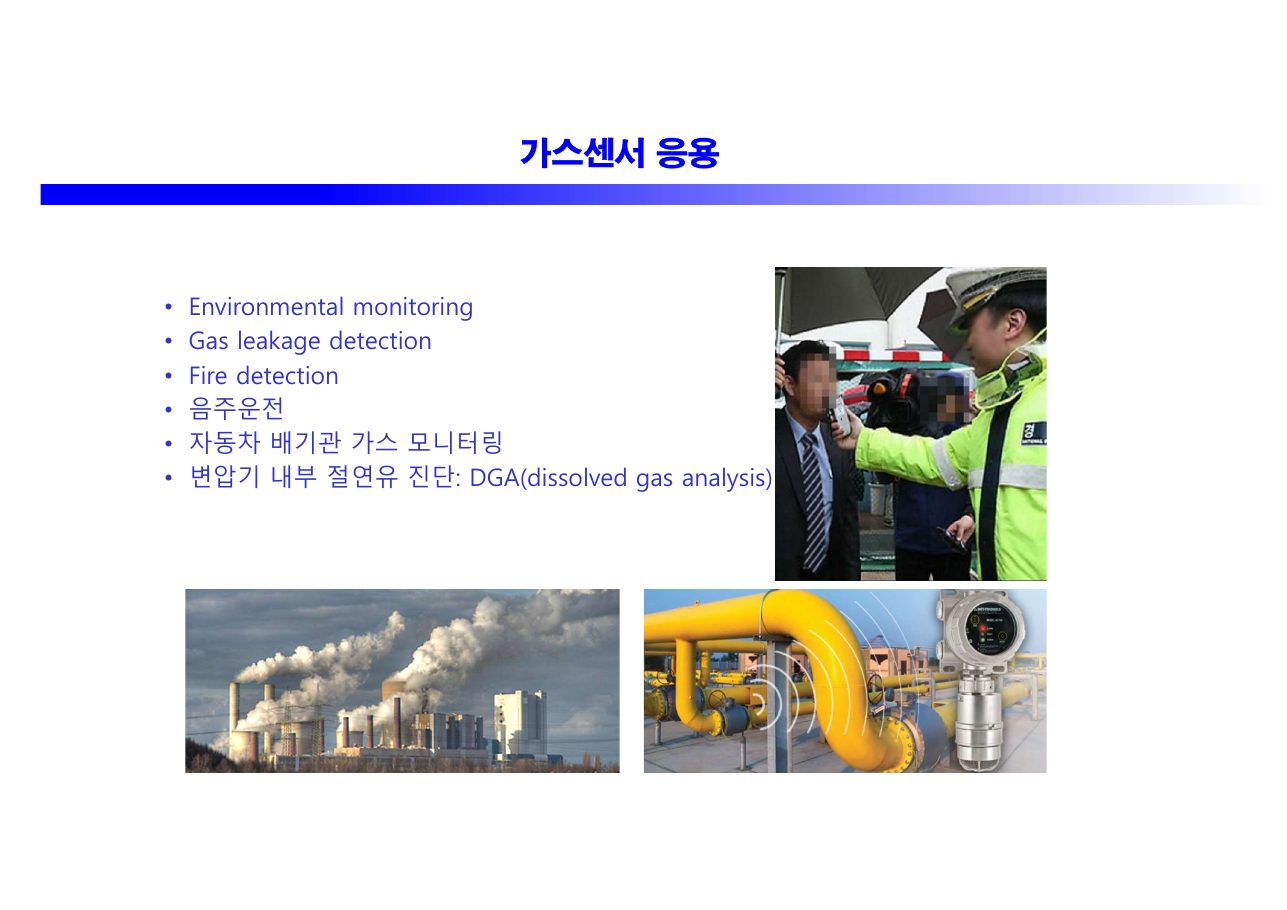 가스센서 응용
• Environmental monitoring
• Gas leakage detection
• Fire detection
• 음주운전
• 자동차 배기관 가스 모니터링
• 변압기 내부 절연유 진단: DGA(dissolved gas analysis)
경